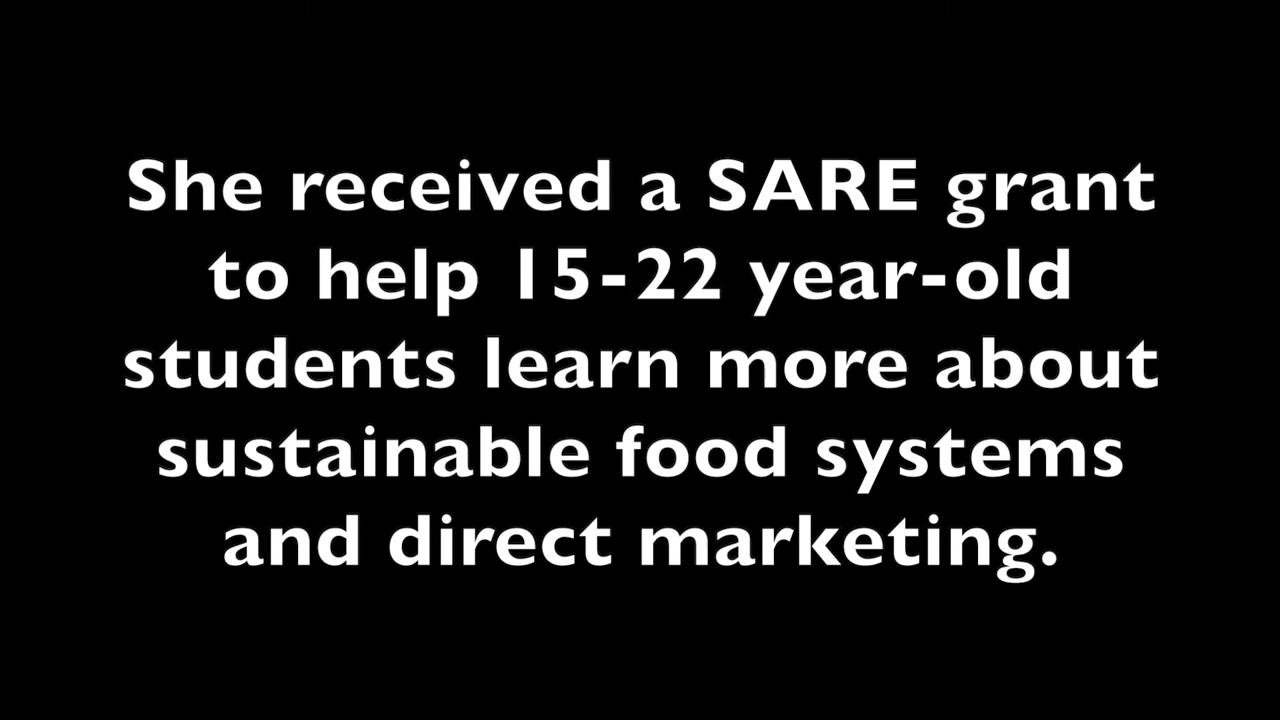 She received a SARE grant
to help 15-22 year-old
students learn more about
sustainable food systems
and direct marketing.